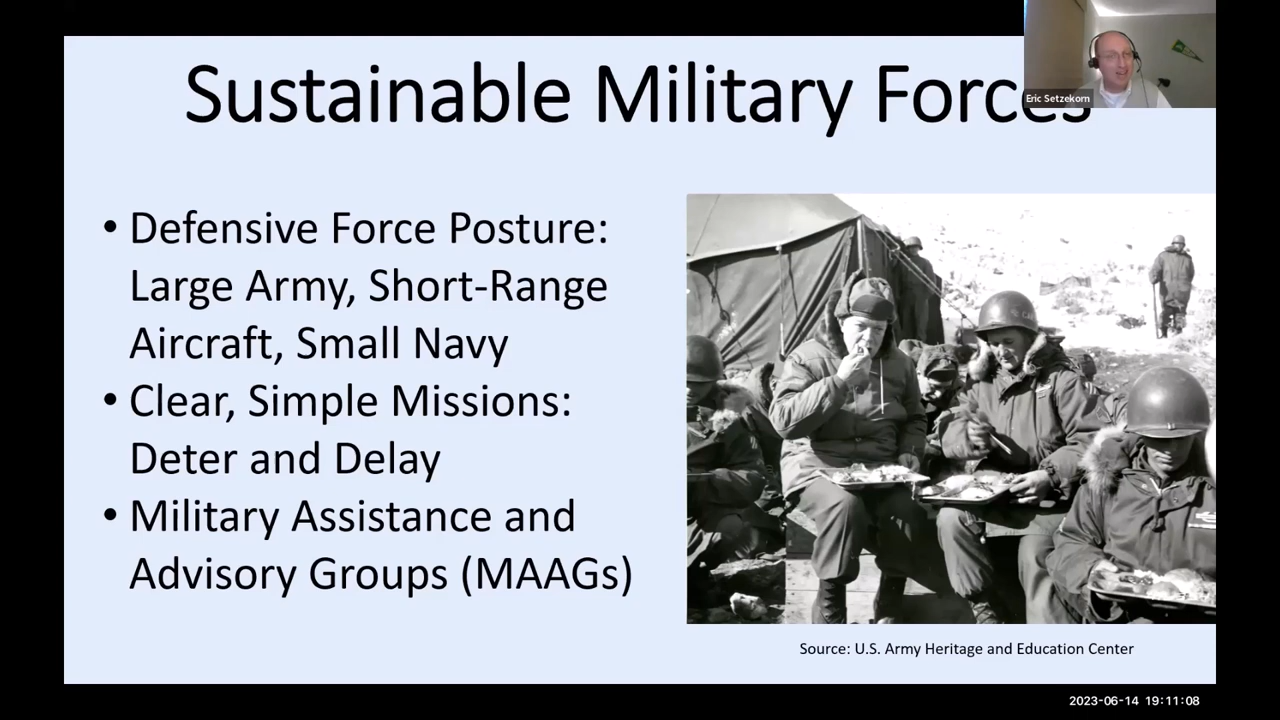 Sustainable Military Forces
Eric Setzekorn
• Defensive Force Posture:
Large Army, Short-Range
Aircraft, Small Navy
• Clear, Simple Missions:
Deter and Delay
• Military Assistance and
Advisory Groups (MAAGs)
Source: U.S. Army Heritage and Education Center
2023-06-14 19:11:08